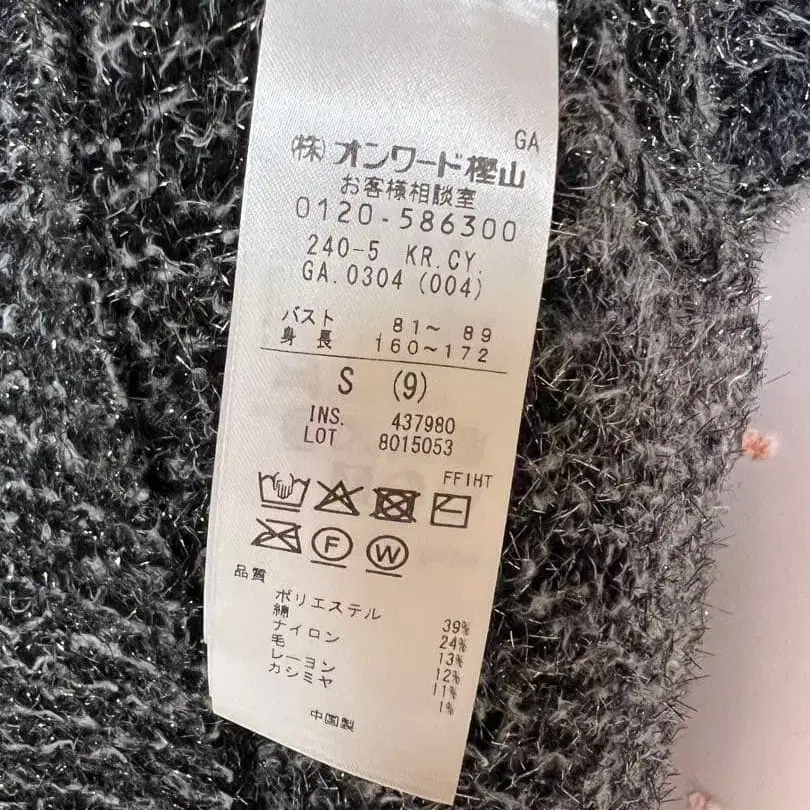 GA
(株)オンワード樫山
お客様相談室
0120-586300
240-5 KR.CY.
GA.0304 (004)
バスト 81〜 89
身 長 160〜172
S (9)
INS. 437980
LOT 8015053
FF1HT
F W
品質
ポリエステル 39%
綿 24%
ナイロン 13%
毛 12%
レーヨン 11%
カシミヤ 1%
中国製